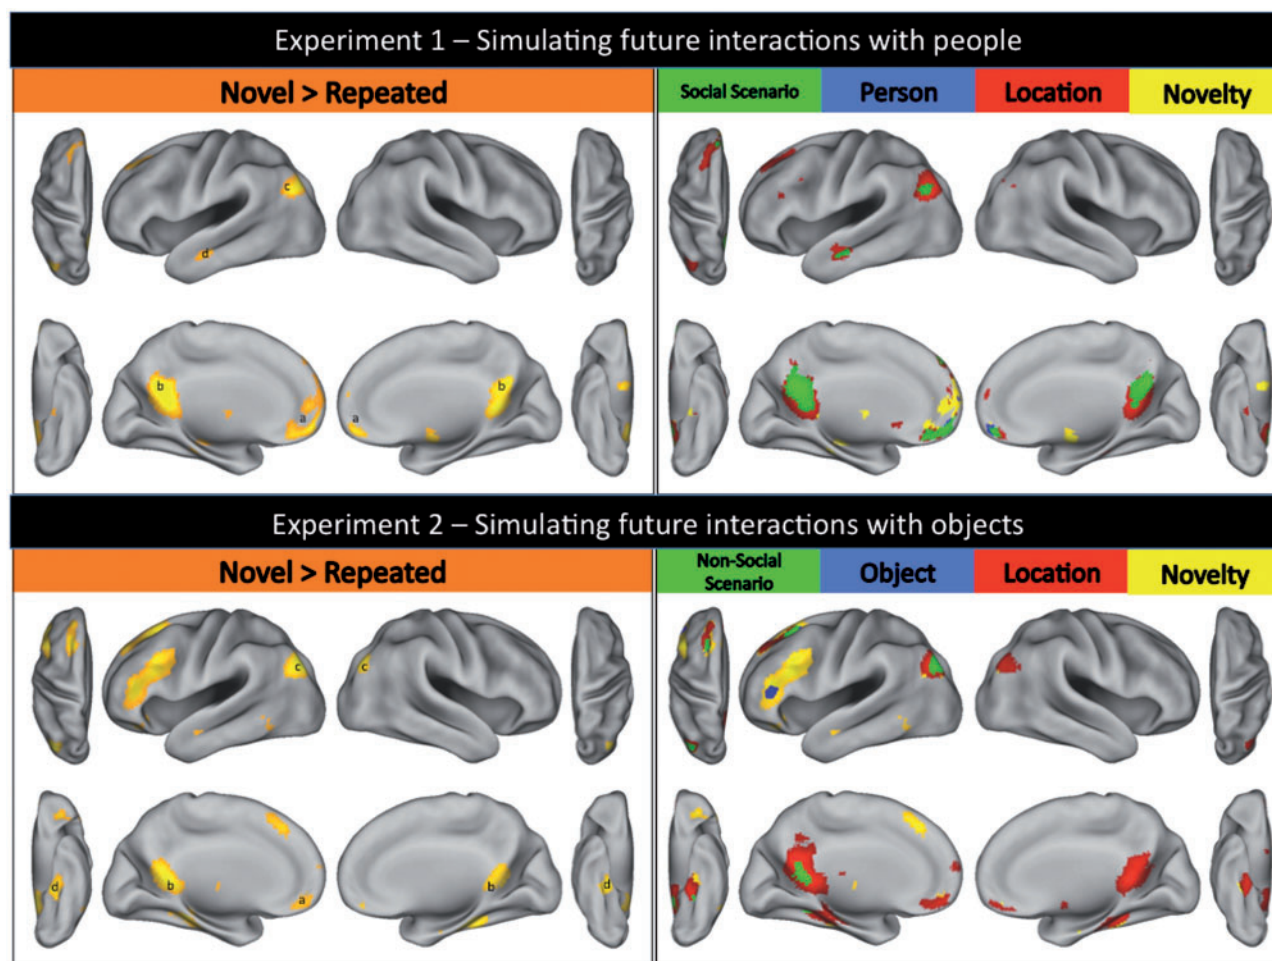 Experiment 1 – Simulating future interactions with people
Novel > Repeated
Social Scenario Person Location Novelty
c
d
b
a
b
a
Experiment 2 – Simulating future interactions with objects
Novel > Repeated
Non-Social
Scenario
Object Location Novelty
c
c
d
b
a
b
d